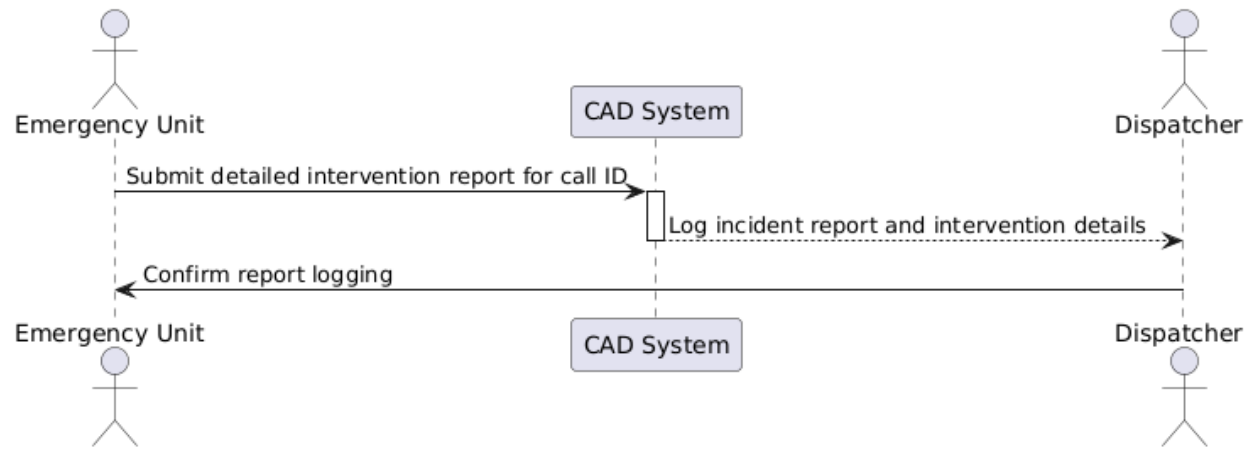 Emergency Unit
CAD System
Dispatcher
Submit detailed intervention report for call ID
Log incident report and intervention details
Confirm report logging
Emergency Unit
CAD System
Dispatcher